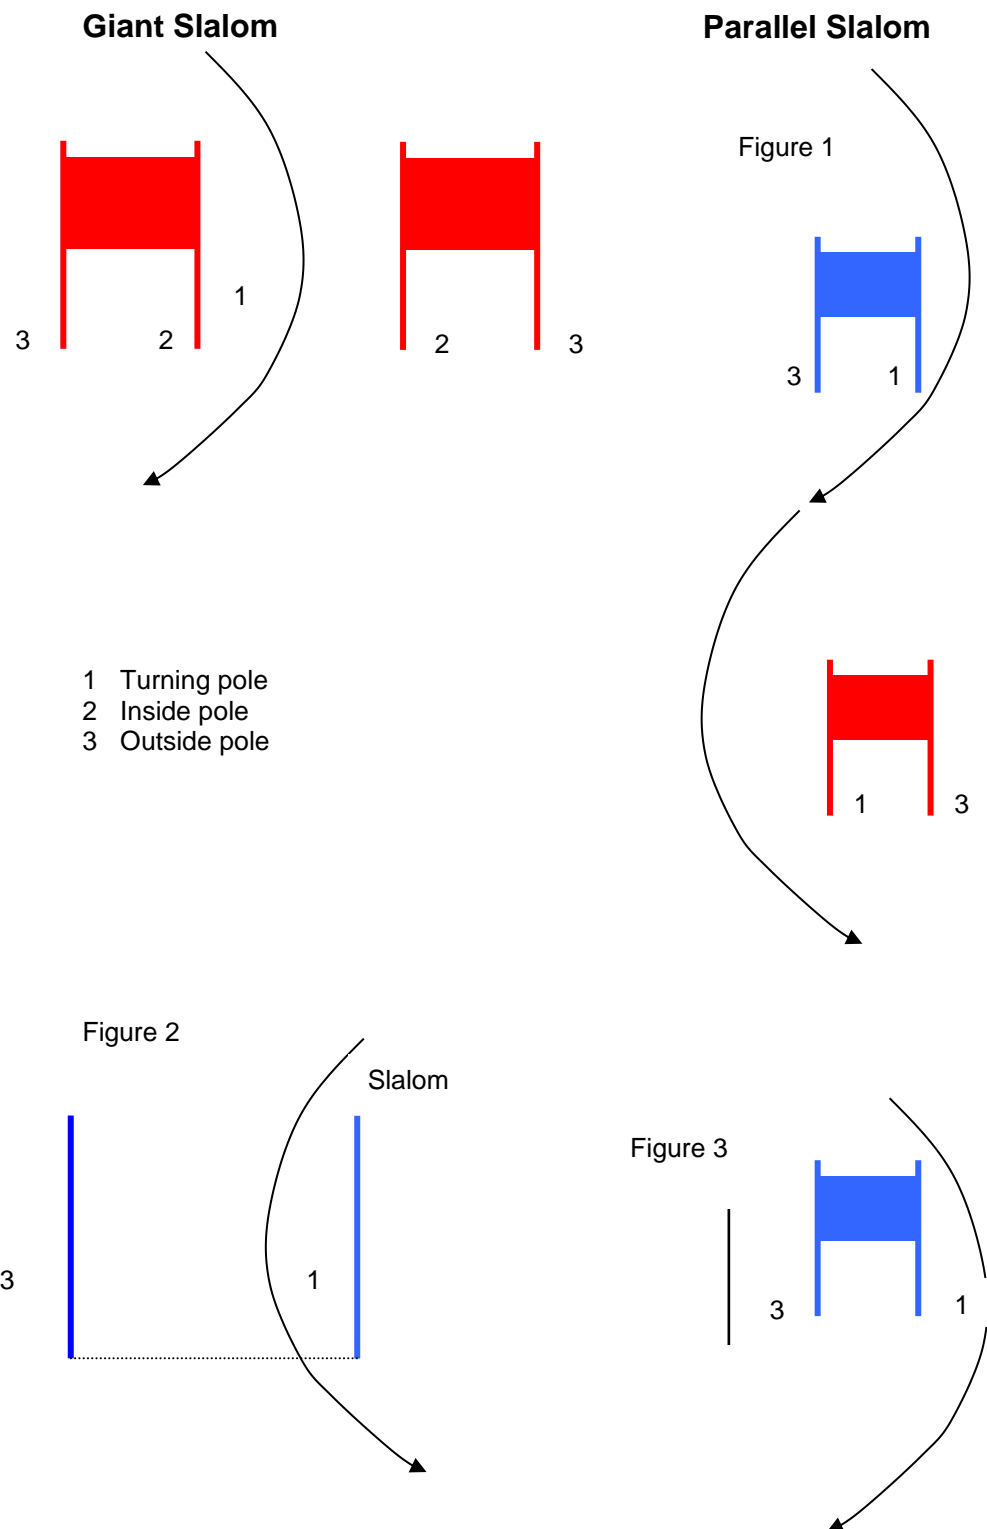 Giant Slalom
Parallel Slalom
Figure 1
1
3
2
2
3
3
1
1 Turning pole
2 Inside pole
3 Outside pole
1
3
Figure 2
Slalom
Figure 3
3
1
3
1